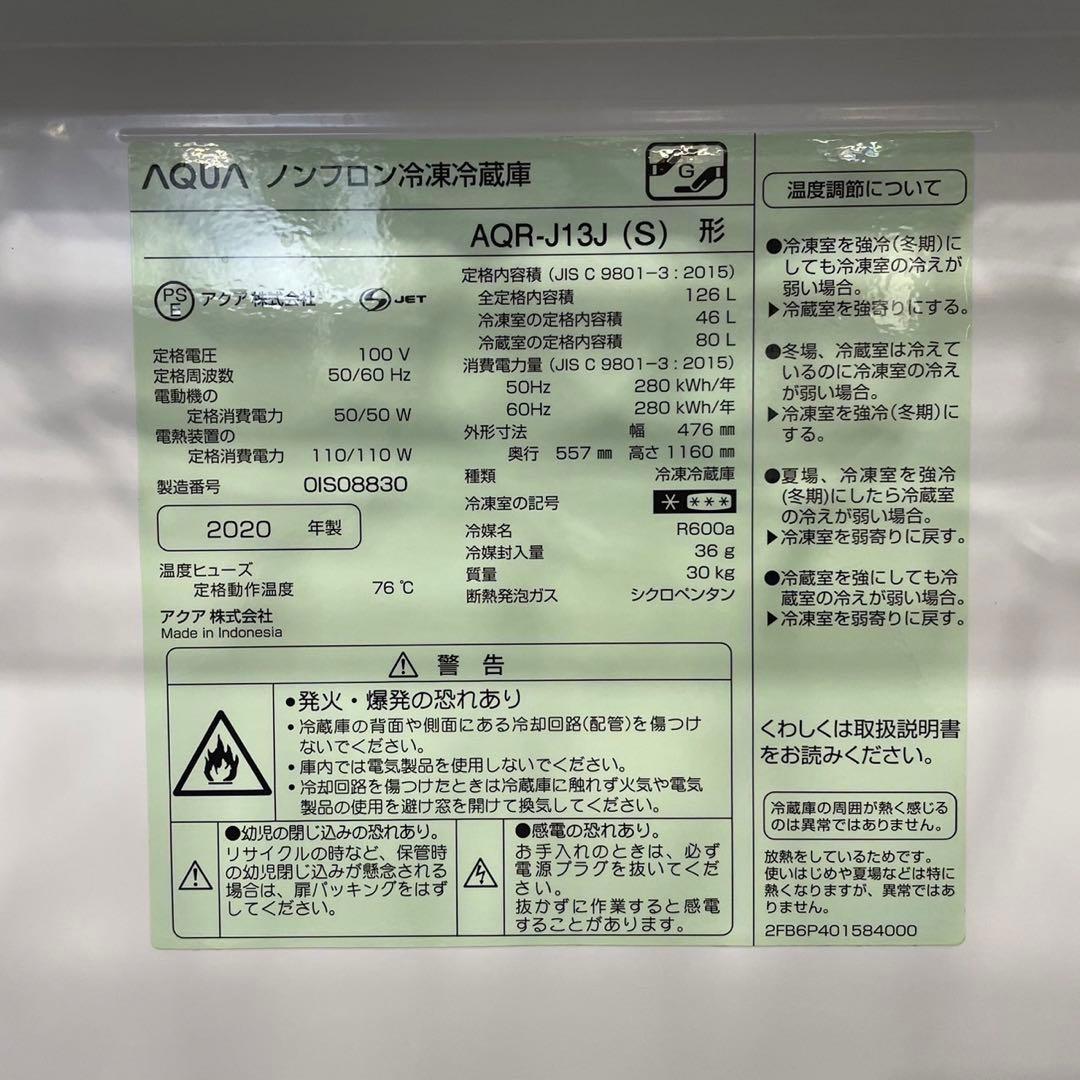 AQUA ノンフロン冷凍冷蔵庫
G
AQR-J13J (S) 形
PS
E
アクア 株式会社
S JET
定格電圧 100 V
定格周波数 50/60 Hz
電動機の
定格消費電力 50/50 W
電熱装置の
定格消費電力 110/110 W
製造番号 OIS08830
2020 年製
温度ヒューズ
定格動作温度 76 ℃
アクア 株式会社
Made in Indonesia
定格内容積 (JIS C 9801-3 : 2015)
全定格内容積 126 L
冷凍室の定格内容積 46 L
冷蔵室の定格内容積 80 L
消費電力量 (JIS C 9801-3 : 2015)
50Hz 280 kWh/年
60Hz 280 kWh/年
外形寸法 幅 476 mm
奥行 557 mm 高さ 1160 mm
種類 冷凍冷蔵庫
冷凍室の記号 * ***
冷媒名 R600a
冷媒封入量 36 g
質量 30 kg
断熱発泡ガス シクロペンタン
⚠ 警告
●発火・爆発の恐れあり
・冷蔵庫の背面や側面にある冷却回路(配管)を傷つけ
ないでください。
・庫内では電気製品を使用しないでください。
・冷却回路を傷つけたときは冷蔵庫に触れず火気や電気
製品の使用を避け窓を開けて換気してください。
●幼児の閉じ込みの恐れあり。
リサイクルの時など、保管時
の幼児閉じ込みが懸念される
場合は、扉パッキングをはず
してください。
●感電の恐れあり。
お手入れのときは、必ず
電源プラグを抜いてくだ
さい。
抜かずに作業すると感電
することがあります。
温度調節について
●冷凍室を強冷(冬期)に
しても冷凍室の冷えが
弱い場合。
▶冷蔵室を強寄りにする。
●冬場、冷蔵室は冷えて
いるのに冷凍室の冷え
が弱い場合。
▶冷凍室を強冷(冬期)に
する。
●夏場、冷凍室を強冷
(冬期)にしたら冷蔵室
の冷えが弱い場合。
▶冷凍室を弱寄りに戻す。
●冷蔵室を強にしても冷
蔵室の冷えが弱い場合。
▶冷凍室を弱寄りに戻す。
くわしくは取扱説明書
をお読みください。
冷蔵庫の周囲が熱く感じる
のは異常ではありません。
放熱をしているためです。
使いはじめや夏場などは特に
熱くなりますが、異常ではあ
りません。
2FB6P401584000